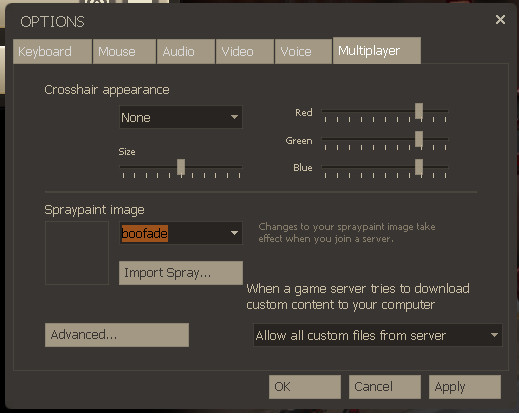 OPTIONS
Keyboard Mouse Audio Video Voice Multiplayer
Crosshair appearance
None
Red
Green
Size
Blue
Spraypaint image
boofade
Changes to your spraypaint image take
effect when you join a server.
Import Spray...
When a game server tries to download
custom content to your computer
Advanced...
Allow all custom files from server
OK Cancel Apply